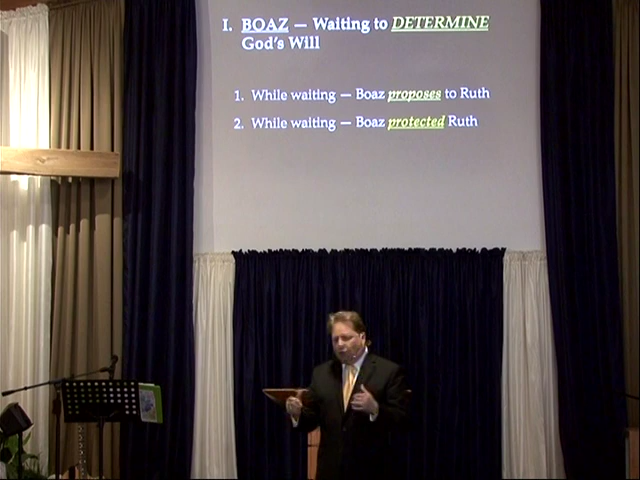 I. BOAZ — Waiting to DETERMINE
God's Will
1. While waiting — Boaz proposes to Ruth
2. While waiting — Boaz protected Ruth